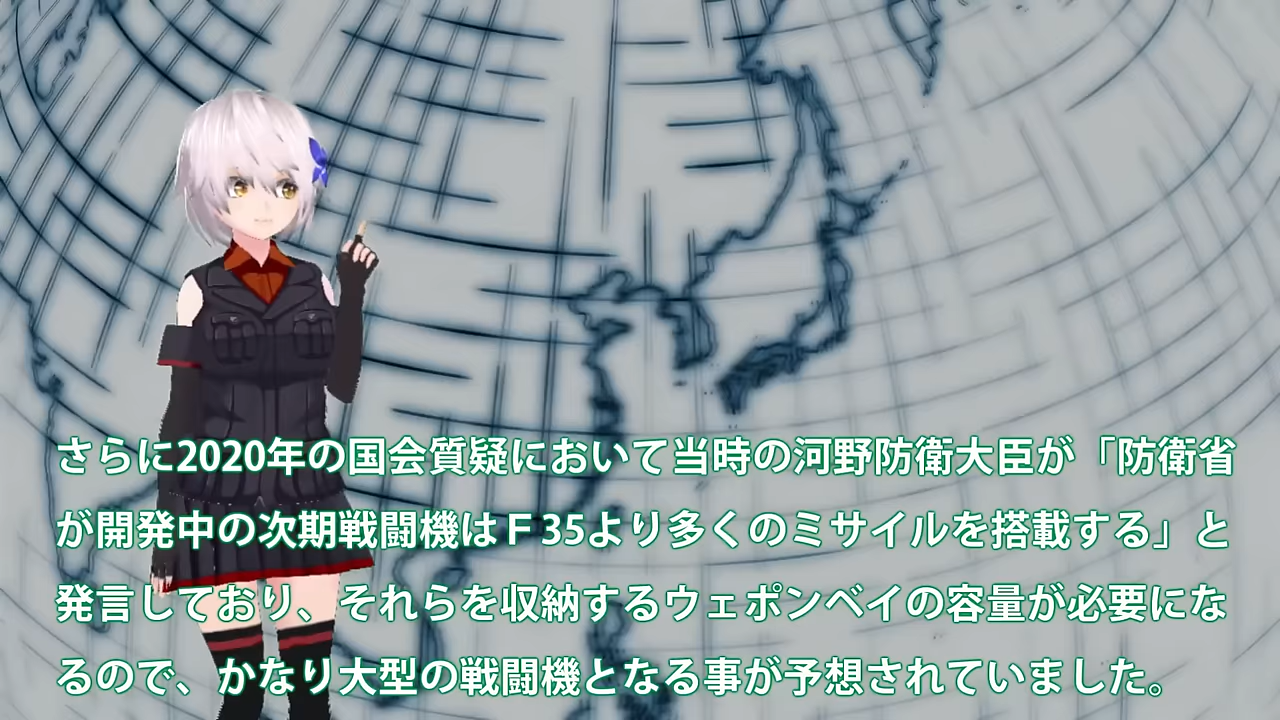 さらに2020年の国会質疑において当時の河野防衛大臣が「防衛省
が開発中の次期戦闘機はＦ35より多くのミサイルを搭載する」と
発言しており、それらを収納するウェポンベイの容量が必要にな
るので、かなり大型の戦闘機となる事が予想されていました。